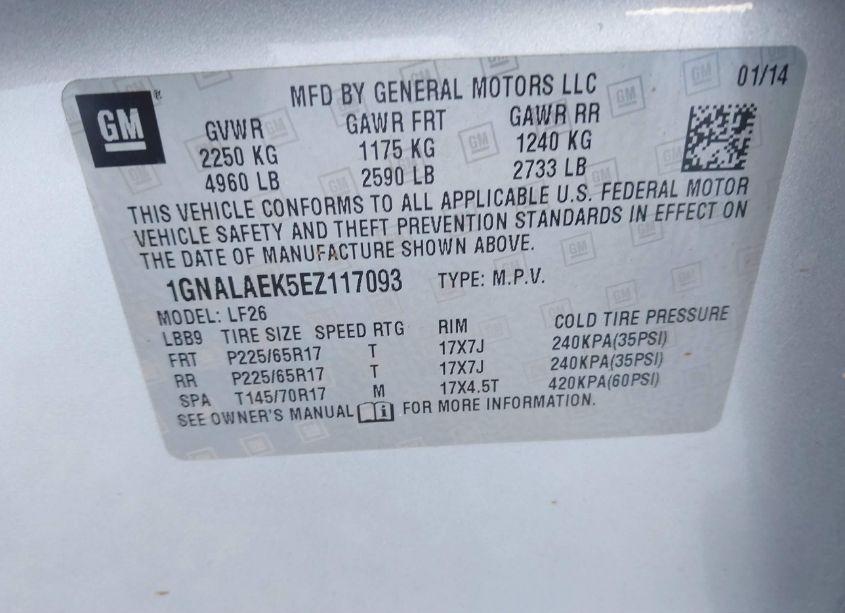 GM
MFD BY GENERAL MOTORS LLC
01/14
GVWR GAWR FRT GAWR RR
2250 KG 1175 KG 1240 KG
4960 LB 2590 LB 2733 LB
THIS VEHICLE CONFORMS TO ALL APPLICABLE U.S. FEDERAL MOTOR
VEHICLE SAFETY AND THEFT PREVENTION STANDARDS IN EFFECT ON
THE DATE OF MANUFACTURE SHOWN ABOVE.
1GNALAEK5EZ117093 TYPE: M.P.V.
MODEL: LF26
LBB9 TIRE SIZE SPEED RTG RIM COLD TIRE PRESSURE
FRT P225/65R17 T 17X7J 240KPA(35PSI)
RR P225/65R17 T 17X7J 240KPA(35PSI)
SPA T145/70R17 M 17X4.5T 420KPA(60PSI)
SEE OWNER'S MANUAL FOR MORE INFORMATION.